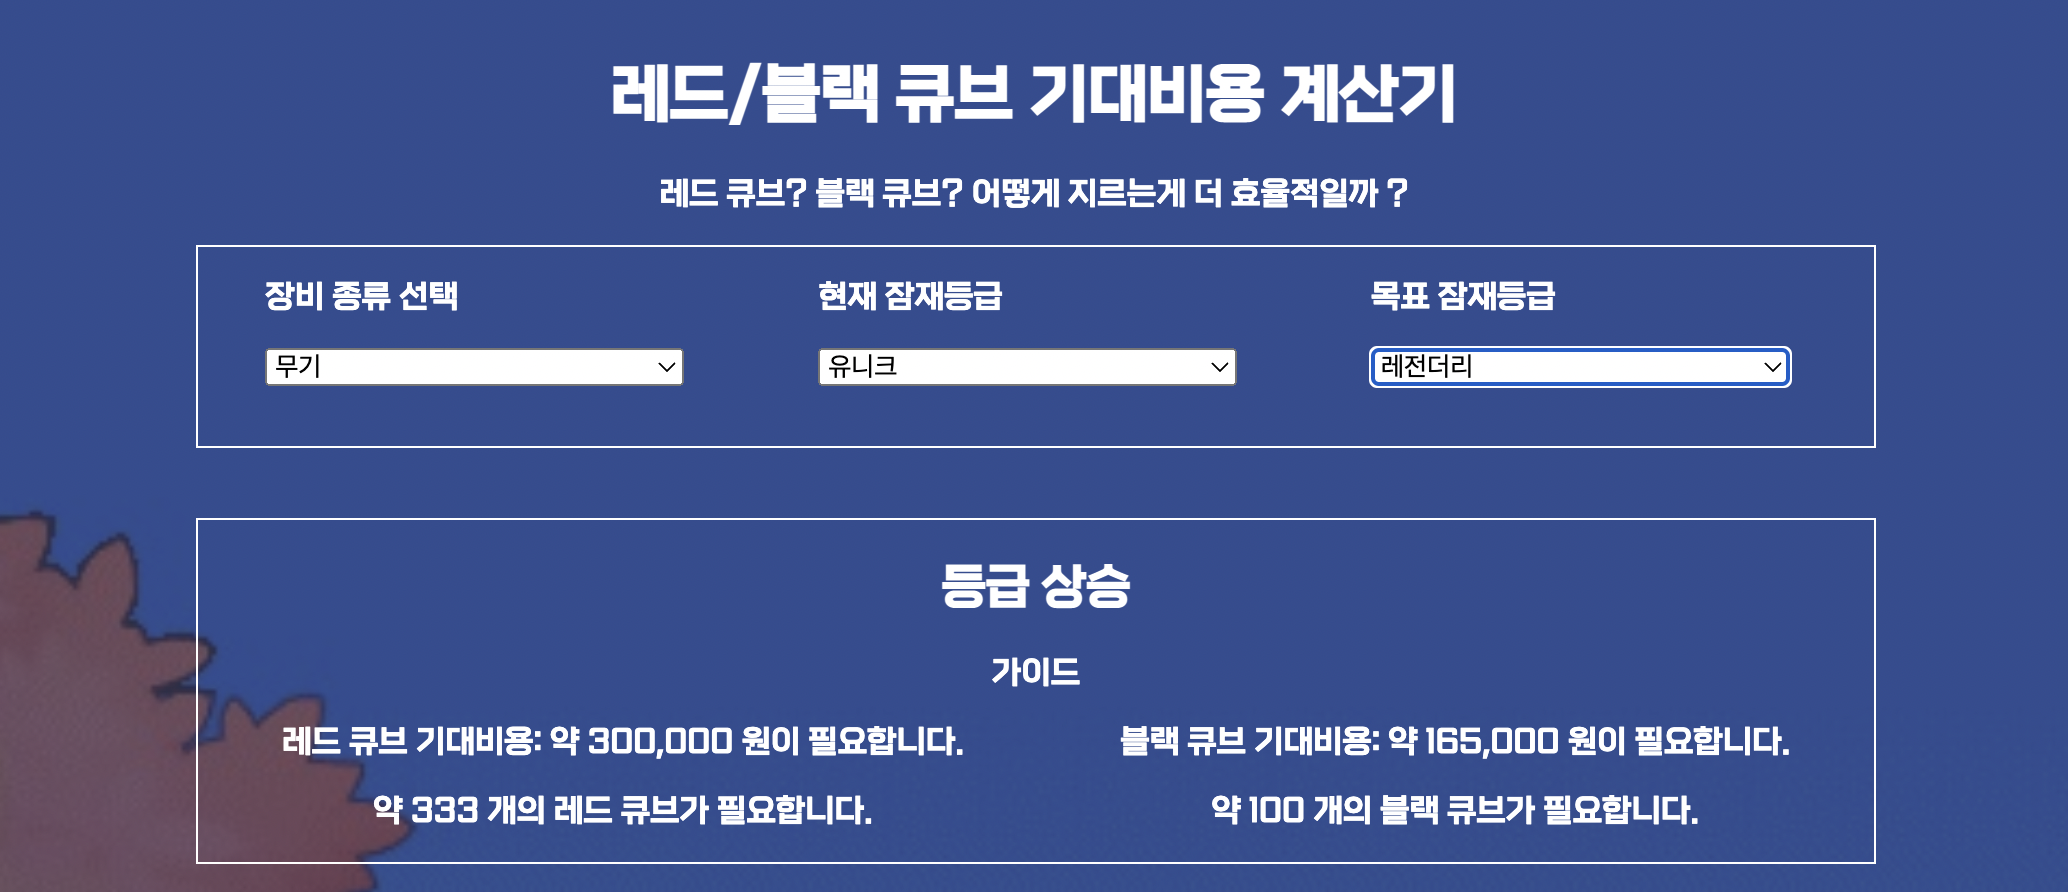 레드/블랙 큐브 기대비용 계산기
레드 큐브? 블랙 큐브? 어떻게 지르는게 더 효율적일까 ?
장비 종류 선택
현재 잠재등급
목표 잠재등급
무기
유니크
레전더리
등급 상승
가이드
레드 큐브 기대비용: 약 300,000 원이 필요합니다.
블랙 큐브 기대비용: 약 165,000 원이 필요합니다.
약 333 개의 레드 큐브가 필요합니다.
약 100 개의 블랙 큐브가 필요합니다.